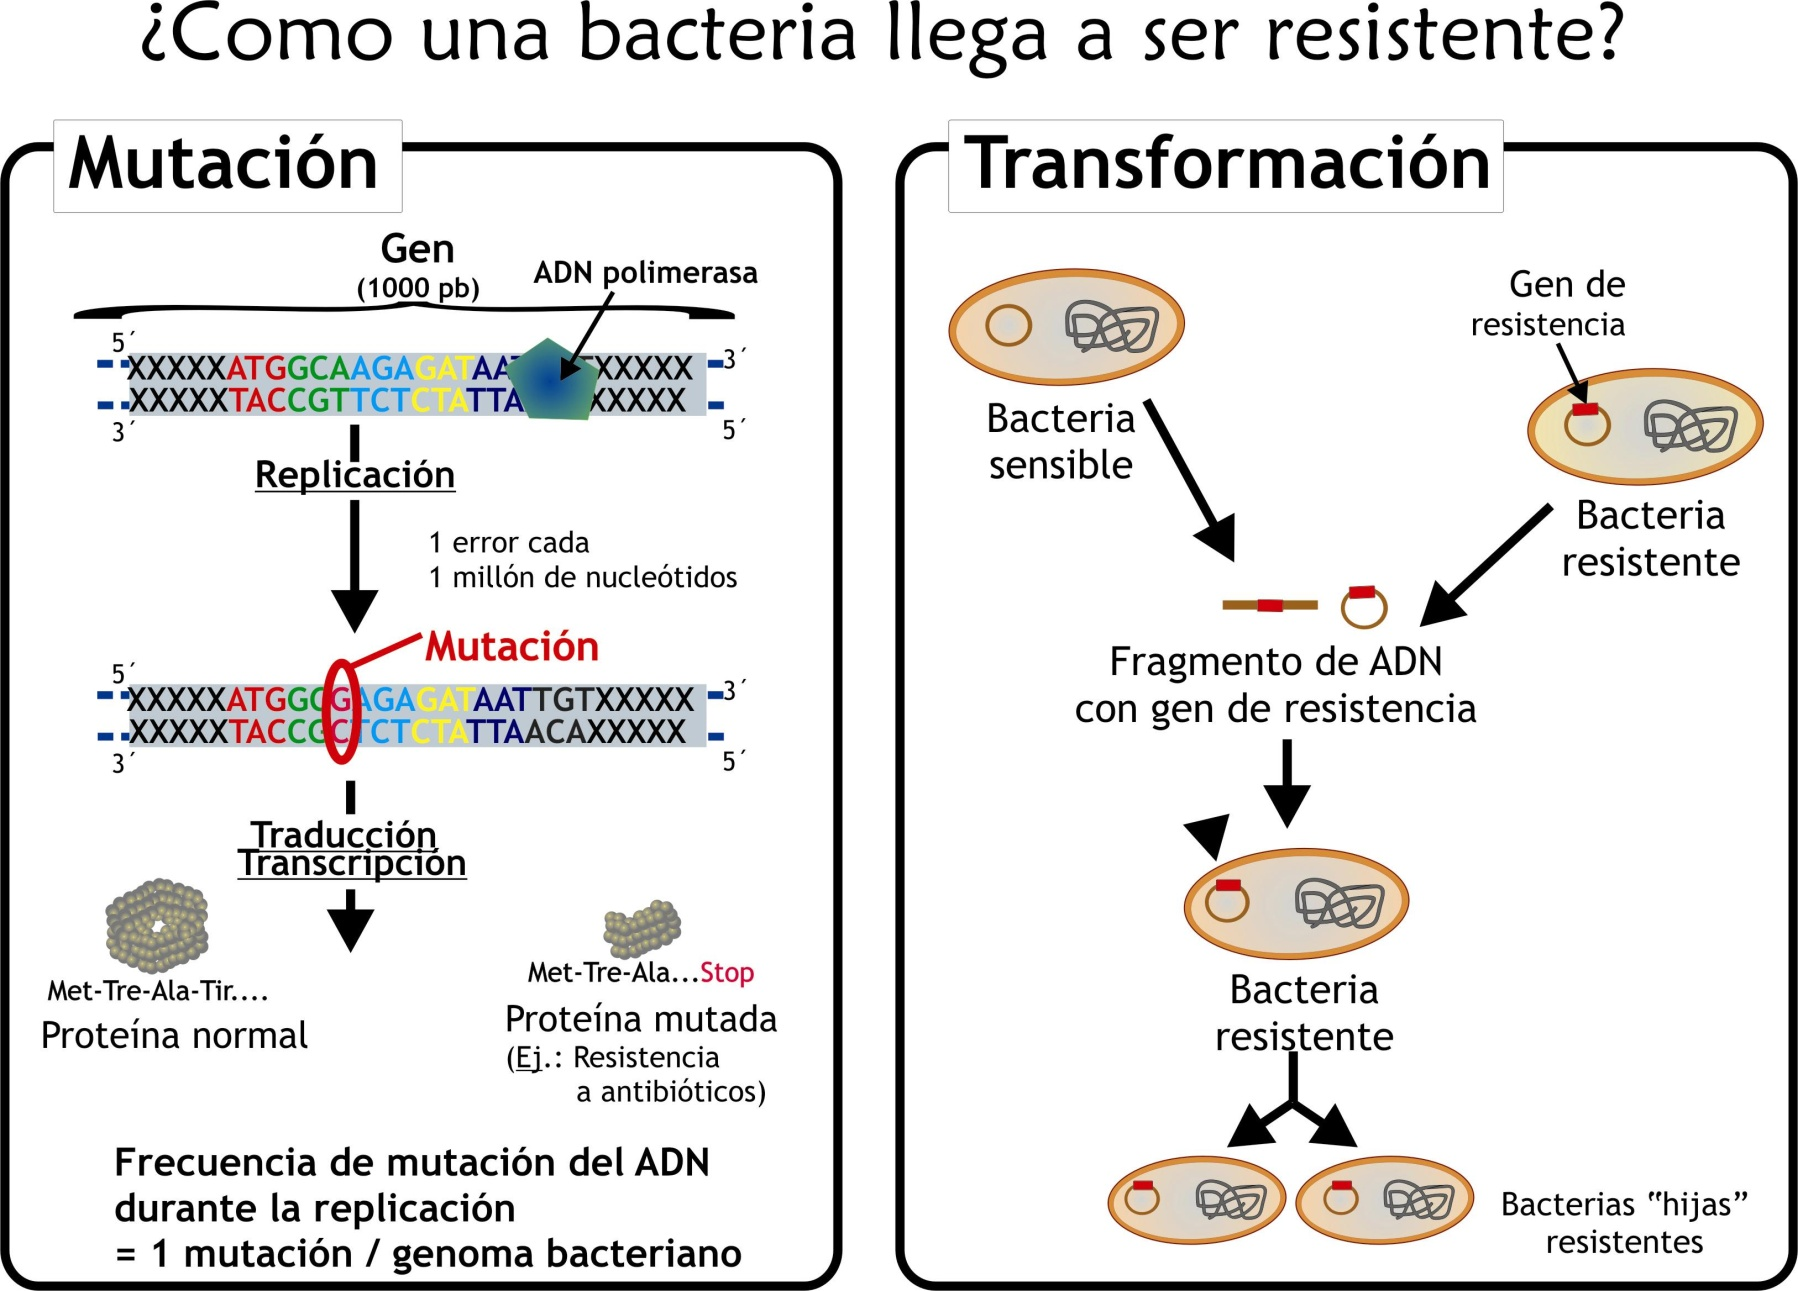 ¿Como una bacteria llega a ser resistente?
Mutación
Gen
(1000 pb)
ADN polimerasa
5´
XXXXXATGGCAAGAGATAA
TXXXXX
3´
XXXXXTACCGTTCTCTATTA
XXXXX
3´
5´
Replicación
1 error cada
1 millón de nucleótidos
Mutación
5´
XXXXXATGGCGAGAGATAATTGTXXXXX
3´
XXXXXTACCGCTCTCTATTAACAXXXXX
3´
5´
Traducción
Transcripción
Met-Tre-Ala-Tir....
Proteína normal
Met-Tre-Ala...Stop
Proteína mutada
(Ej.: Resistencia
a antibióticos)
Frecuencia de mutación del ADN
durante la replicación
= 1 mutación / genoma bacteriano
Transformación
Gen de
resistencia
Bacteria
sensible
Bacteria
resistente
Fragmento de ADN
con gen de resistencia
Bacteria
resistente
Bacterias “hijas”
resistentes